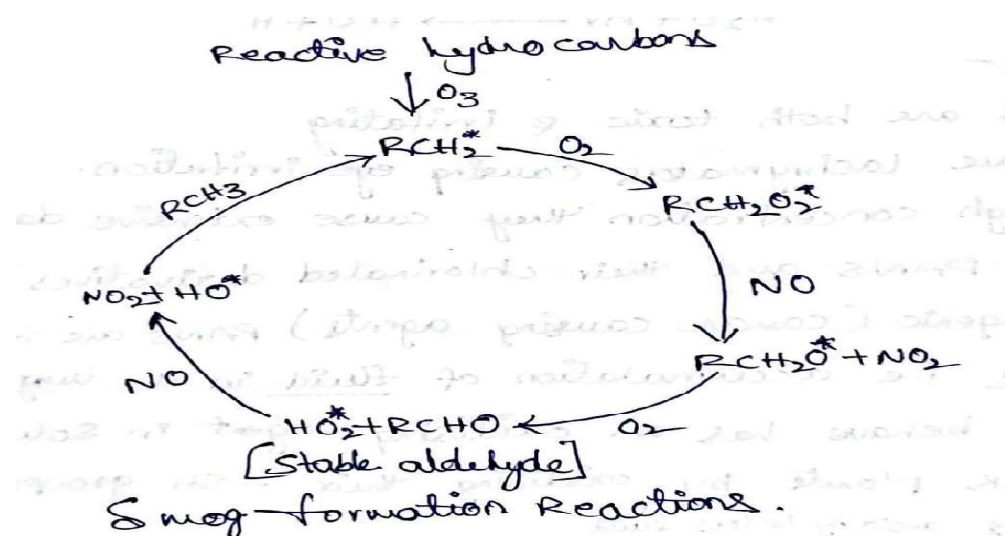 Reactive hydrocarbons
↓ O3
RCH2*
O2
RCH3
RCH2O2*
NO2 + HO*
NO
RCH2O* + NO2
NO
HO2* + RCHO
O2
[Stable aldehyde]
Smog-formation Reactions.